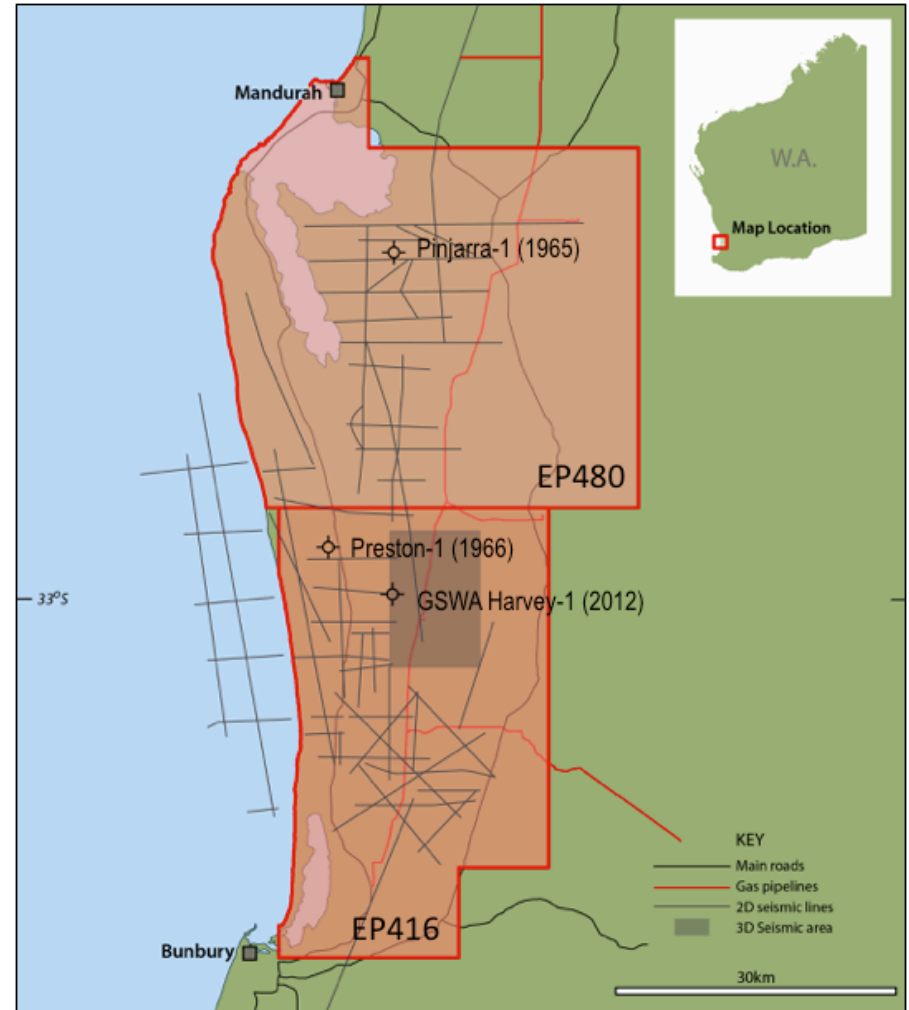 Mandurah
W.A.
Map Location
Pinjarra-1 (1965)
EP480
Preston-1 (1966)
33°S
GSWA Harvey-1 (2012)
KEY
Main roads
Gas pipelines
2D seismic lines
3D Seismic area
EP416
Bunbury
30km